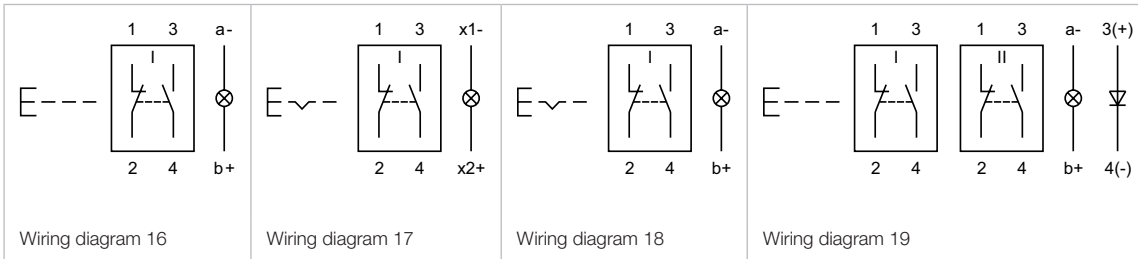 1 3 a-
I
2 4 b+
Wiring diagram 16
1 3 x1-
I
2 4 x2+
Wiring diagram 17
1 3 a-
I
2 4 b+
Wiring diagram 18
1 3 1 3 a- 3(+)
I II
2 4 2 4 b+ 4(-)
Wiring diagram 19